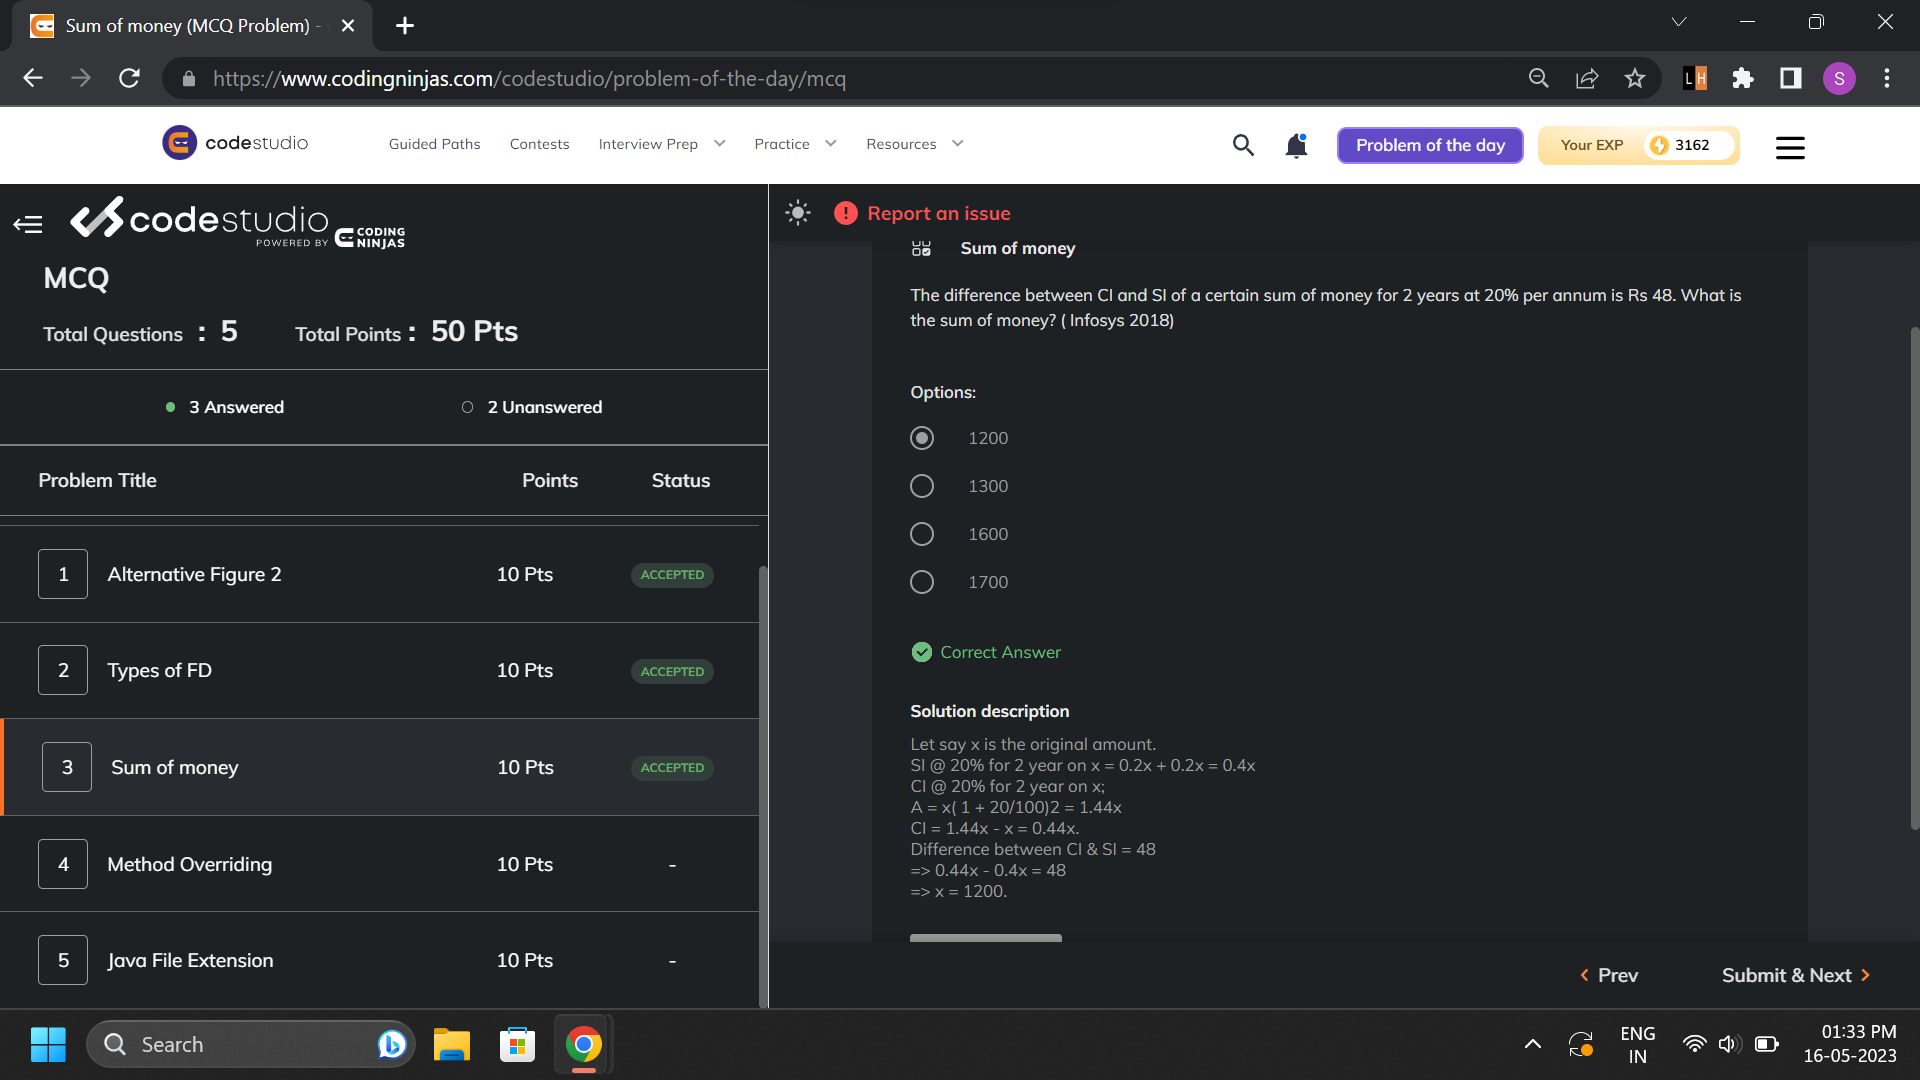 Sum of money (MCQ Problem) -
https://www.codingninjas.com/codestudio/problem-of-the-day/mcq
L H
S
codestudio
Guided Paths
Contests
Interview Prep
Practice
Resources
Problem of the day
Your EXP
3162
codestudio
POWERED BY
CODING
NINJAS
MCQ
Total Questions : 5
Total Points : 50 Pts
3 Answered
2 Unanswered
Problem Title
Points
Status
1
Alternative Figure 2
10 Pts
ACCEPTED
2
Types of FD
10 Pts
ACCEPTED
3
Sum of money
10 Pts
ACCEPTED
4
Method Overriding
10 Pts
-
5
Java File Extension
10 Pts
-
Report an issue
Sum of money
The difference between CI and SI of a certain sum of money for 2 years at 20% per annum is Rs 48. What is
the sum of money? ( Infosys 2018)
Options:
1200
1300
1600
1700
Correct Answer
Solution description
Let say x is the original amount.
SI @ 20% for 2 year on x = 0.2x + 0.2x = 0.4x
CI @ 20% for 2 year on x;
A = x( 1 + 20/100)2 = 1.44x
CI = 1.44x - x = 0.44x.
Difference between CI & SI = 48
=> 0.44x - 0.4x = 48
=> x = 1200.
Prev
Submit & Next
Search
ENG
IN
01:33 PM
16-05-2023